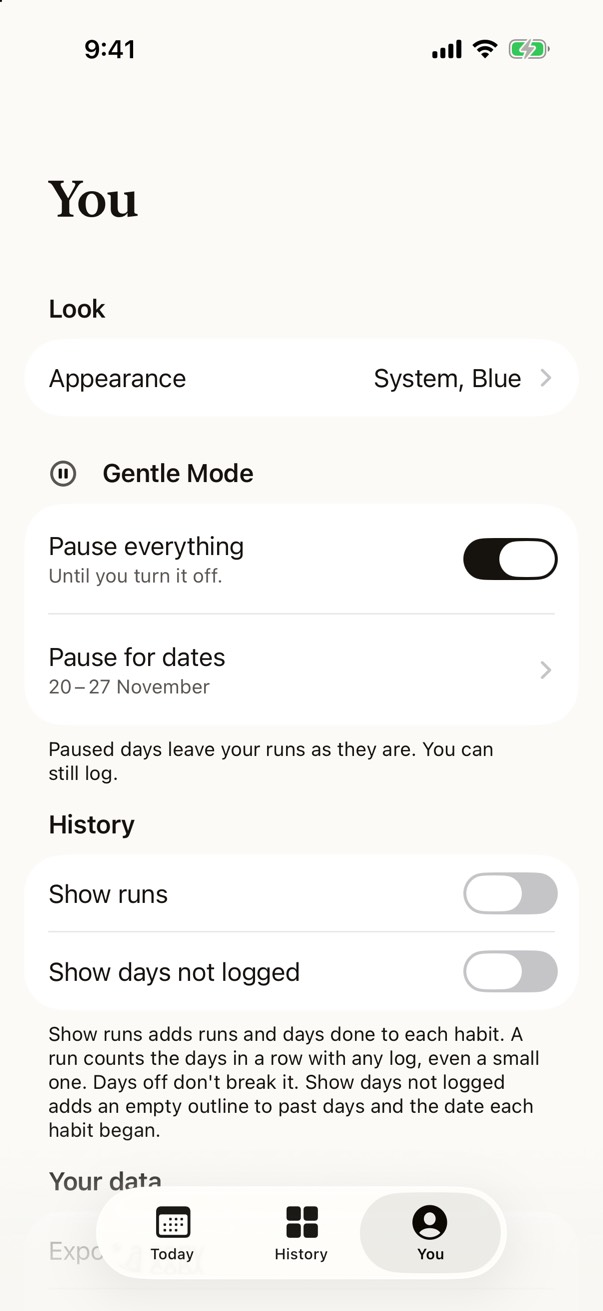 9:41
You
Look
Appearance
System, Blue
Gentle Mode
Pause everything
Until you turn it off.
Pause for dates
20–27 November
Paused days leave your runs as they are. You can
still log.
History
Show runs
Show days not logged
Show runs adds runs and days done to each habit. A
run counts the days in a row with any log, even a small
one. Days off don't break it. Show days not logged
adds an empty outline to past days and the date each
habit began.
Your data
Today
History
You